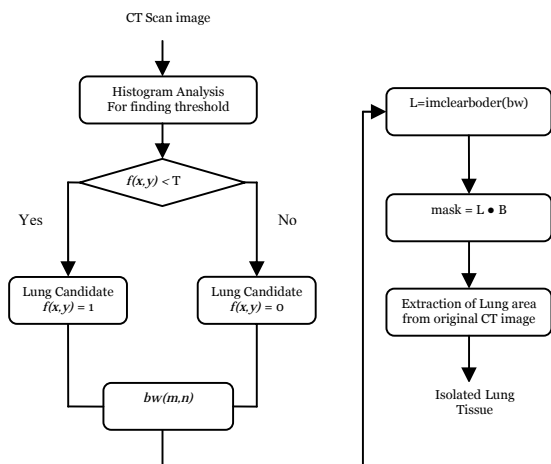 CT Scan image
Histogram Analysis
For finding threshold
f(x,y) < T
Yes
No
Lung Candidate
f(x,y) = 1
Lung Candidate
f(x,y) = 0
bw(m,n)
L=imclearboder(bw)
mask = L ● B
Extraction of Lung area
from original CT image
Isolated Lung
Tissue